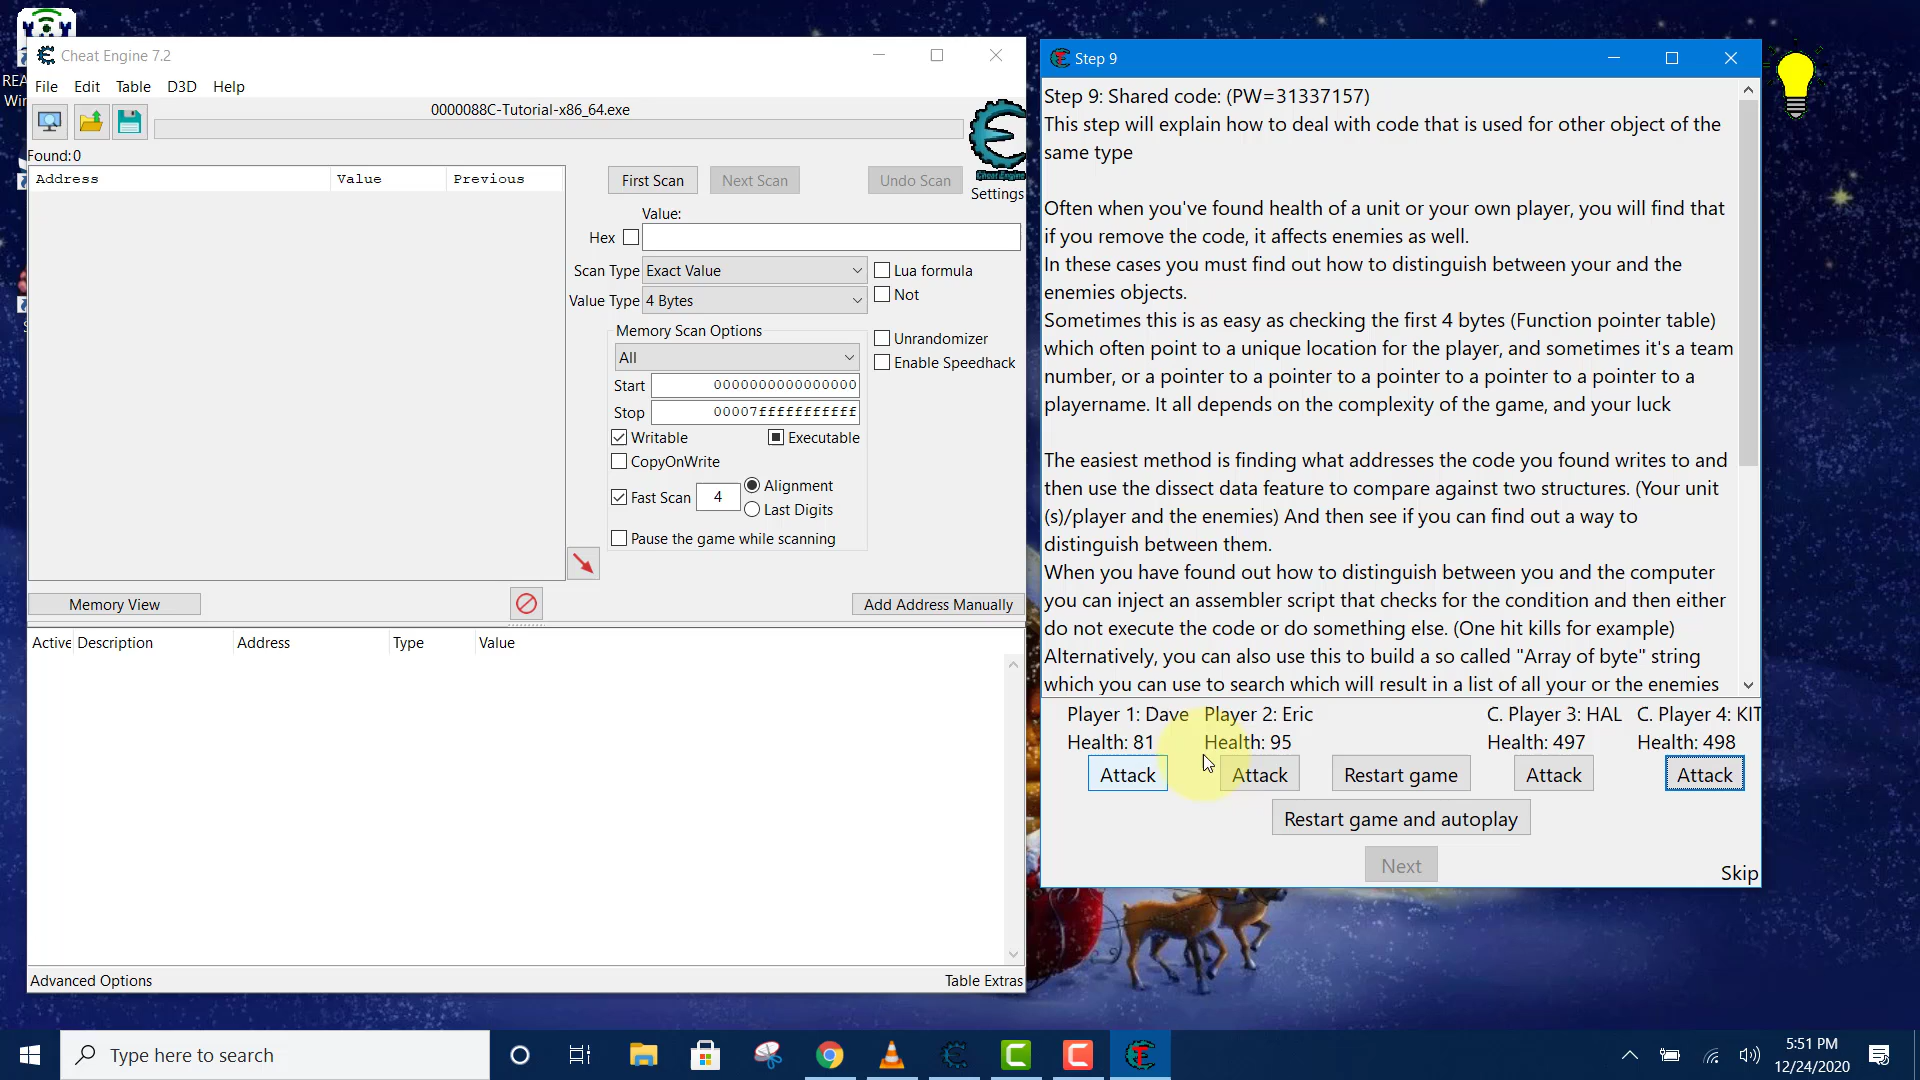 REA
Win
Cheat Engine 7.2
File Edit Table D3D Help
0000088C-Tutorial-x86_64.exe
Found:0
Address Value Previous
First Scan Next Scan Undo Scan
Cheat Engine
Settings
Value:
Hex
Scan Type Exact Value Lua formula
Value Type 4 Bytes Not
Memory Scan Options
All
Unrandomizer
Enable Speedhack
Start 0000000000000000
Stop 00007fffffffffff
Writable Executable
CopyOnWrite
Fast Scan 4 Alignment
Last Digits
Pause the game while scanning
Memory View Add Address Manually
Active Description Address Type Value
Advanced Options Table Extras
Step 9
Step 9: Shared code: (PW=31337157)
This step will explain how to deal with code that is used for other object of the
same type
Often when you've found health of a unit or your own player, you will find that
if you remove the code, it affects enemies as well.
In these cases you must find out how to distinguish between your and the
enemies objects.
Sometimes this is as easy as checking the first 4 bytes (Function pointer table)
which often point to a unique location for the player, and sometimes it's a team
number, or a pointer to a pointer to a pointer to a pointer to a pointer to a
playername. It all depends on the complexity of the game, and your luck
The easiest method is finding what addresses the code you found writes to and
then use the dissect data feature to compare against two structures. (Your unit
(s)/player and the enemies) And then see if you can find out a way to
distinguish between them.
When you have found out how to distinguish between you and the computer
you can inject an assembler script that checks for the condition and then either
do not execute the code or do something else. (One hit kills for example)
Alternatively, you can also use this to build a so called "Array of byte" string
which you can use to search which will result in a list of all your or the enemies
Player 1: Dave Player 2: Eric C. Player 3: HAL C. Player 4: KIT
Health: 81 Health: 95 Health: 497 Health: 498
Attack Attack Restart game Attack Attack
Restart game and autoplay
Next
Skip
Type here to search
5:51 PM
12/24/2020